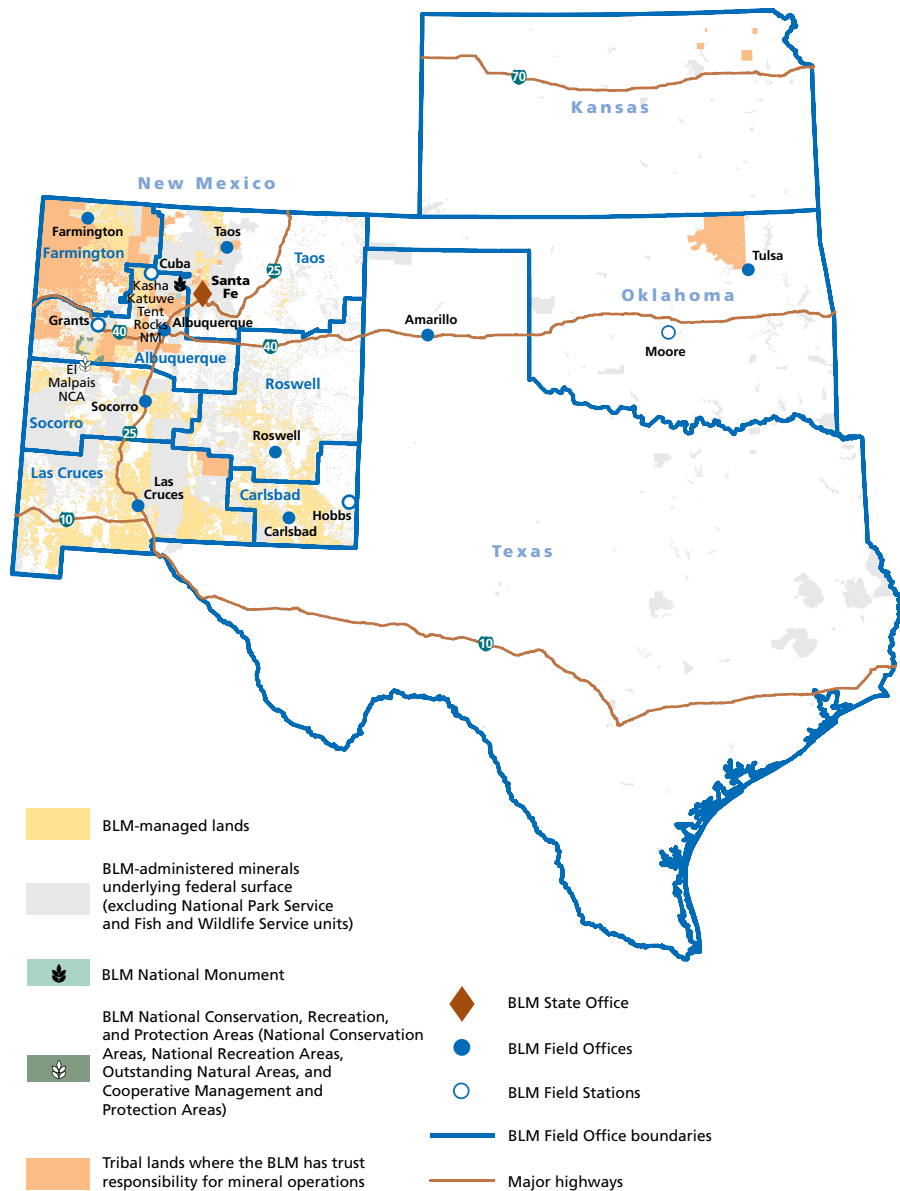 70
Kansas
New Mexico
Farmington
Farmington
Taos
Taos
Cuba
25
Santa
Fe
Kasha
Katuwe
Tent
Rocks
NM
Grants
40
Albuquerque
Albuquerque
40
El
Malpais
NCA
Socorro
Socorro
25
Roswell
Roswell
Las Cruces
Las
Cruces
10
Carlsbad
Carlsbad
Hobbs
Amarillo
Tulsa
Oklahoma
Moore
Texas
10
BLM-managed lands
BLM-administered minerals
underlying federal surface
(excluding National Park Service
and Fish and Wildlife Service units)
BLM National Monument
BLM National Conservation, Recreation,
and Protection Areas (National Conservation
Areas, National Recreation Areas,
Outstanding Natural Areas, and
Cooperative Management and
Protection Areas)
Tribal lands where the BLM has trust
responsibility for mineral operations
BLM State Office
BLM Field Offices
BLM Field Stations
BLM Field Office boundaries
Major highways